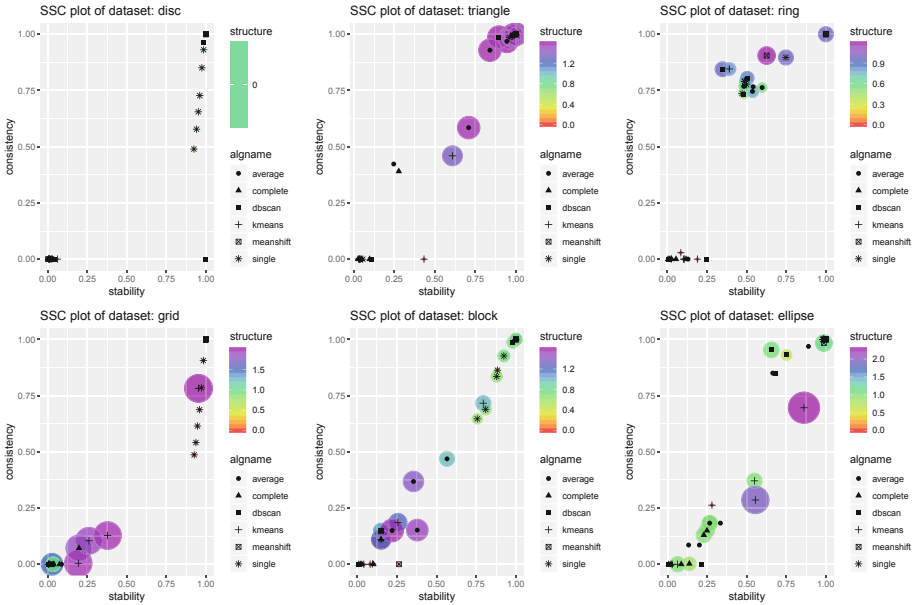 SSC plot of dataset: disc
1.00
0.75
0.50
0.25
0.00
consistency
0.00
0.25
0.50
0.75
1.00
stability
structure
0
algname
average
complete
dbscan
kmeans
meanshift
single
SSC plot of dataset: triangle
1.00
0.75
0.50
0.25
0.00
consistency
0.00
0.25
0.50
0.75
1.00
stability
structure
1.2
0.8
0.4
0.0
algname
average
complete
dbscan
kmeans
meanshift
single
SSC plot of dataset: ring
1.00
0.75
0.50
0.25
0.00
consistency
0.00
0.25
0.50
0.75
1.00
stability
structure
0.9
0.6
0.3
0.0
algname
average
complete
dbscan
kmeans
meanshift
single
SSC plot of dataset: grid
1.00
0.75
0.50
0.25
0.00
consistency
0.00
0.25
0.50
0.75
1.00
stability
structure
1.5
1.0
0.5
0.0
algname
average
complete
dbscan
kmeans
meanshift
single
SSC plot of dataset: block
1.00
0.75
0.50
0.25
0.00
consistency
0.00
0.25
0.50
0.75
1.00
stability
structure
1.2
0.8
0.4
0.0
algname
average
complete
dbscan
kmeans
meanshift
single
SSC plot of dataset: ellipse
1.00
0.75
0.50
0.25
0.00
consistency
0.00
0.25
0.50
0.75
1.00
stability
structure
2.0
1.5
1.0
0.5
0.0
algname
average
complete
dbscan
kmeans
meanshift
single